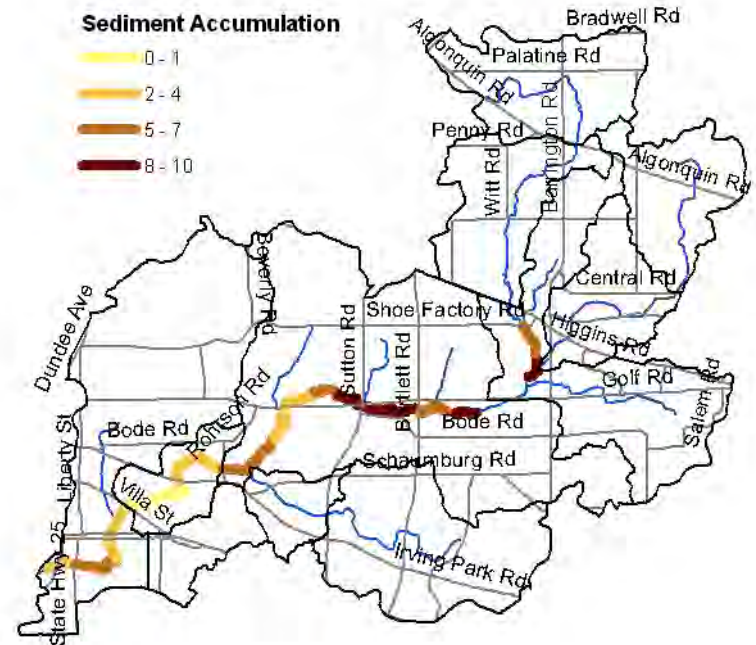 Sediment Accumulation
0 - 1
2 - 4
5 - 7
8 - 10
Bradwell Rd
Algonquin Rd
Palatine Rd
Penny Rd
Barrington Rd
Witt Rd
Algonquin Rd
Central Rd
Beverly Rd
Shoe Factory Rd
Higgins Rd
Sutton Rd
Bartlett Rd
Dundee Ave
Golf Rd
Salem Rd
Rohrson Rd
Bode Rd
Bode Rd
Liberty St
Schaumburg Rd
Villa St
State Hwy 25
Irving Park Rd